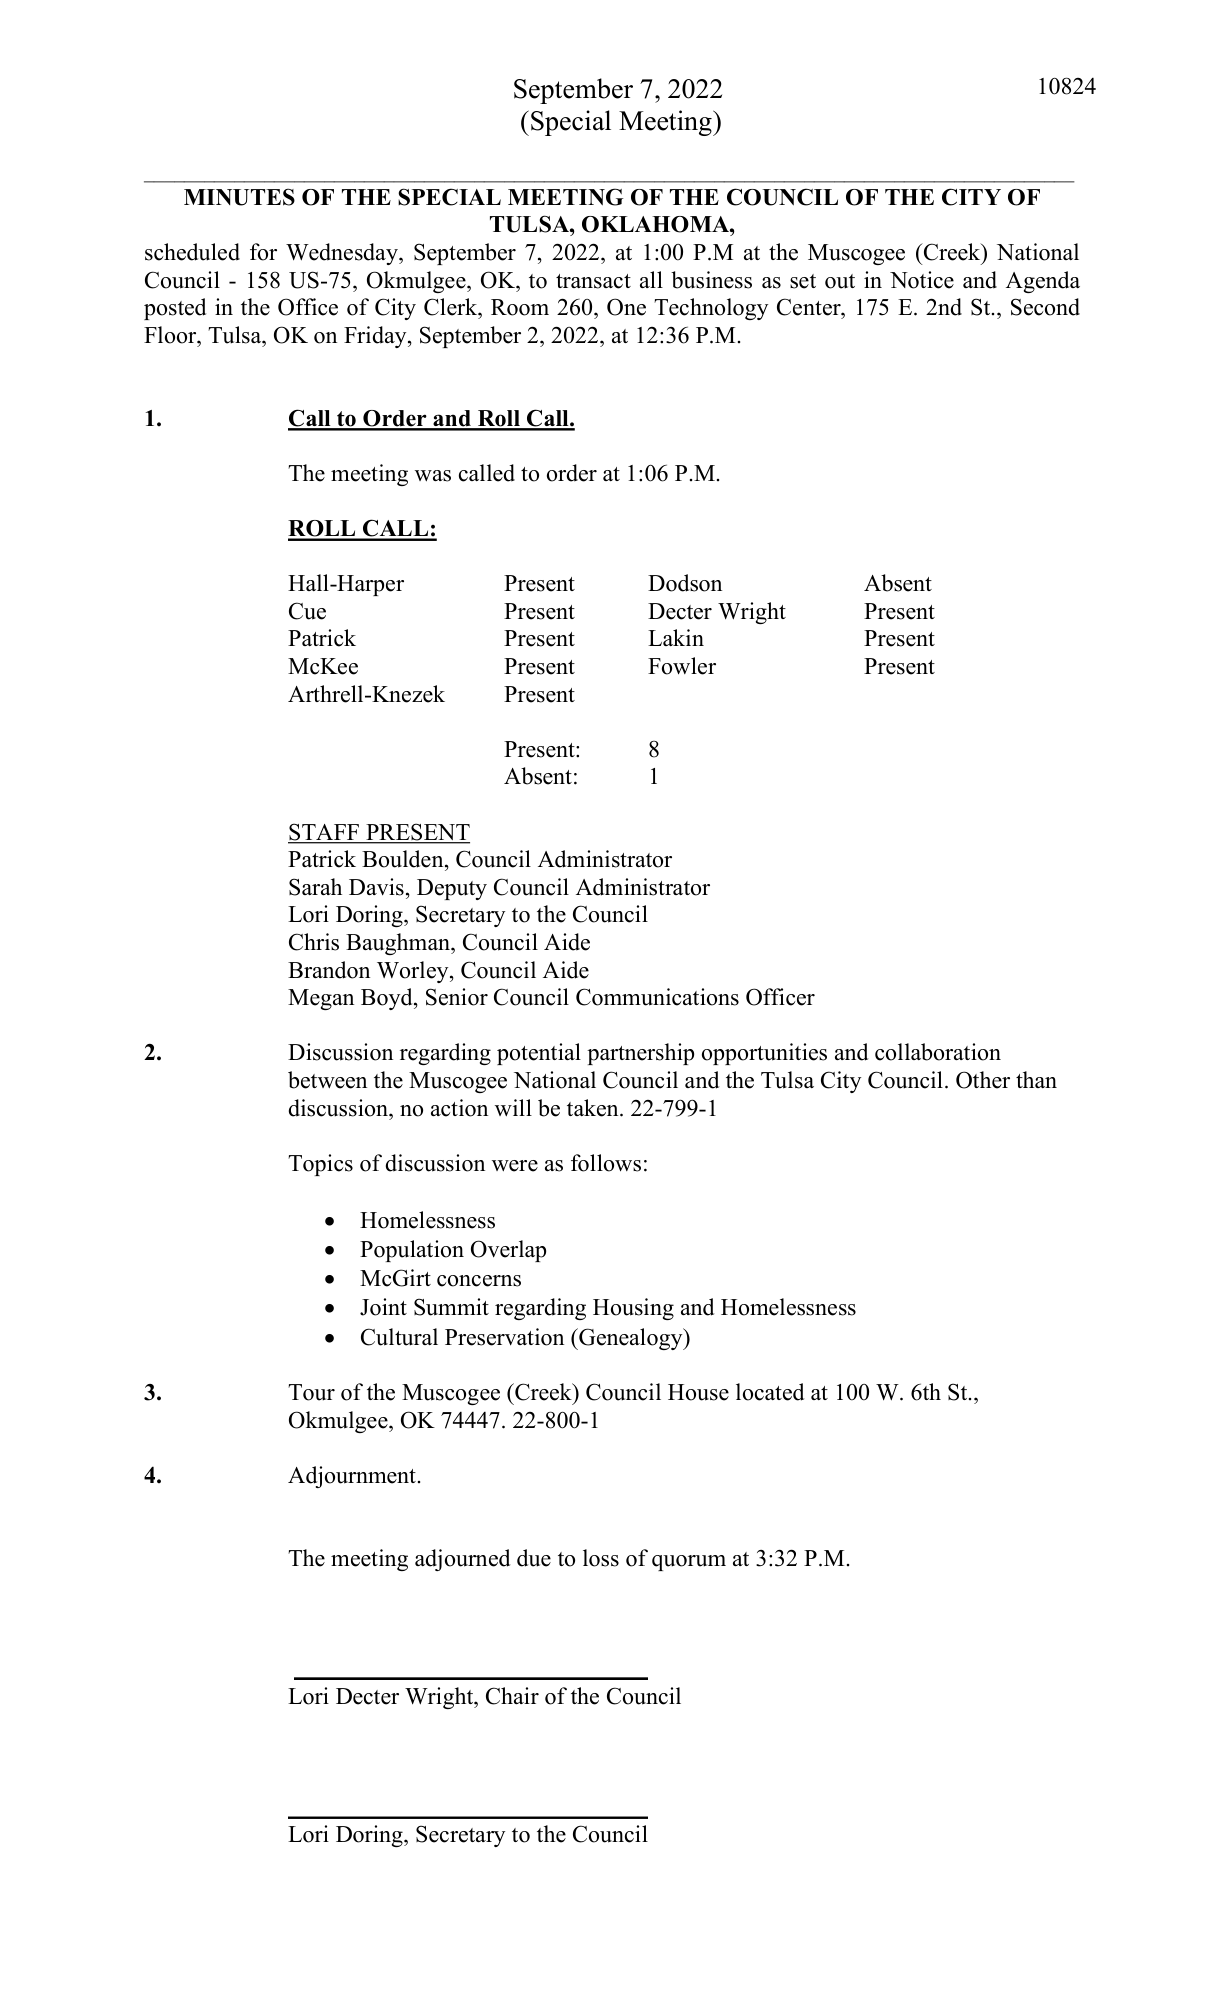 September 7, 2022
10824
(Special Meeting)
MINUTES OF THE SPECIAL MEETING OF THE COUNCIL OF THE CITY OF
TULSA, OKLAHOMA,
scheduled for Wednesday, September 7, 2022, at 1:00 P.M at the Muscogee (Creek) National
Council - 158 US-75, Okmulgee, OK, to transact all business as set out in Notice and Agenda
posted in the Office of City Clerk, Room 260, One Technology Center, 175 E. 2nd St., Second
Floor, Tulsa, OK on Friday, September 2, 2022, at 12:36 P.M.
1. Call to Order and Roll Call.
The meeting was called to order at 1:06 P.M.
ROLL CALL:
Hall-Harper Present Dodson Absent
Cue Present Decter Wright Present
Patrick Present Lakin Present
McKee Present Fowler Present
Arthrell-Knezek Present
Present: 8
Absent: 1
STAFF PRESENT
Patrick Boulden, Council Administrator
Sarah Davis, Deputy Council Administrator
Lori Doring, Secretary to the Council
Chris Baughman, Council Aide
Brandon Worley, Council Aide
Megan Boyd, Senior Council Communications Officer
2. Discussion regarding potential partnership opportunities and collaboration
between the Muscogee National Council and the Tulsa City Council. Other than
discussion, no action will be taken. 22-799-1
Topics of discussion were as follows:
• Homelessness
• Population Overlap
• McGirt concerns
• Joint Summit regarding Housing and Homelessness
• Cultural Preservation (Genealogy)
3. Tour of the Muscogee (Creek) Council House located at 100 W. 6th St.,
Okmulgee, OK 74447. 22-800-1
4. Adjournment.
The meeting adjourned due to loss of quorum at 3:32 P.M.
Lori Decter Wright, Chair of the Council
Lori Doring, Secretary to the Council